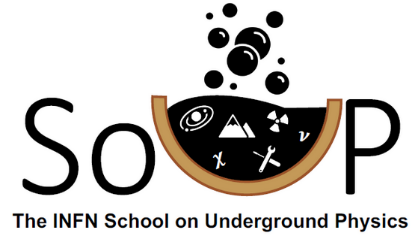 SoUP
χ ν
The INFN School on Underground Physics